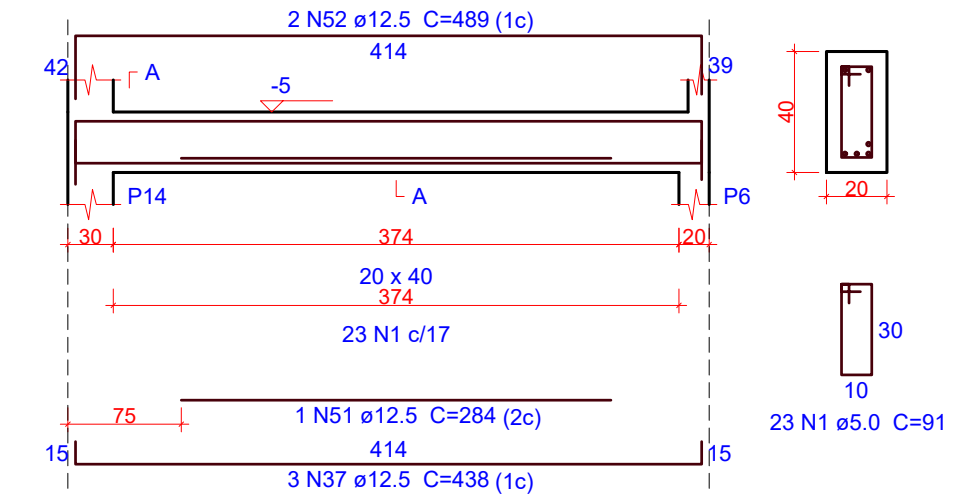 2 N52 ø12.5 C=489 (1c)
414
42
39
A
-5
P14
A
P6
30
374
20
20 x 40
374
23 N1 c/17
75
1 N51 ø12.5 C=284 (2c)
15
414
15
3 N37 ø12.5 C=438 (1c)
40
20
30
10
23 N1 ø5.0 C=91